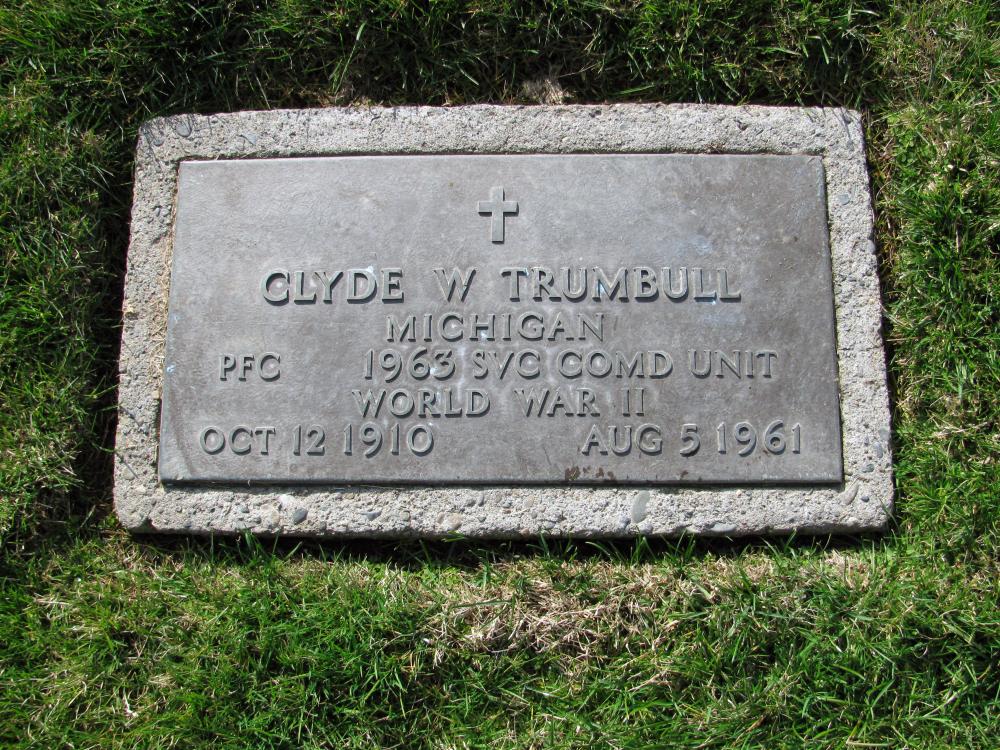 CLYDE W TRUMBULL
MICHIGAN
PFC 1963 SVC COMD UNIT
WORLD WAR II
OCT 12 1910 AUG 5 1961